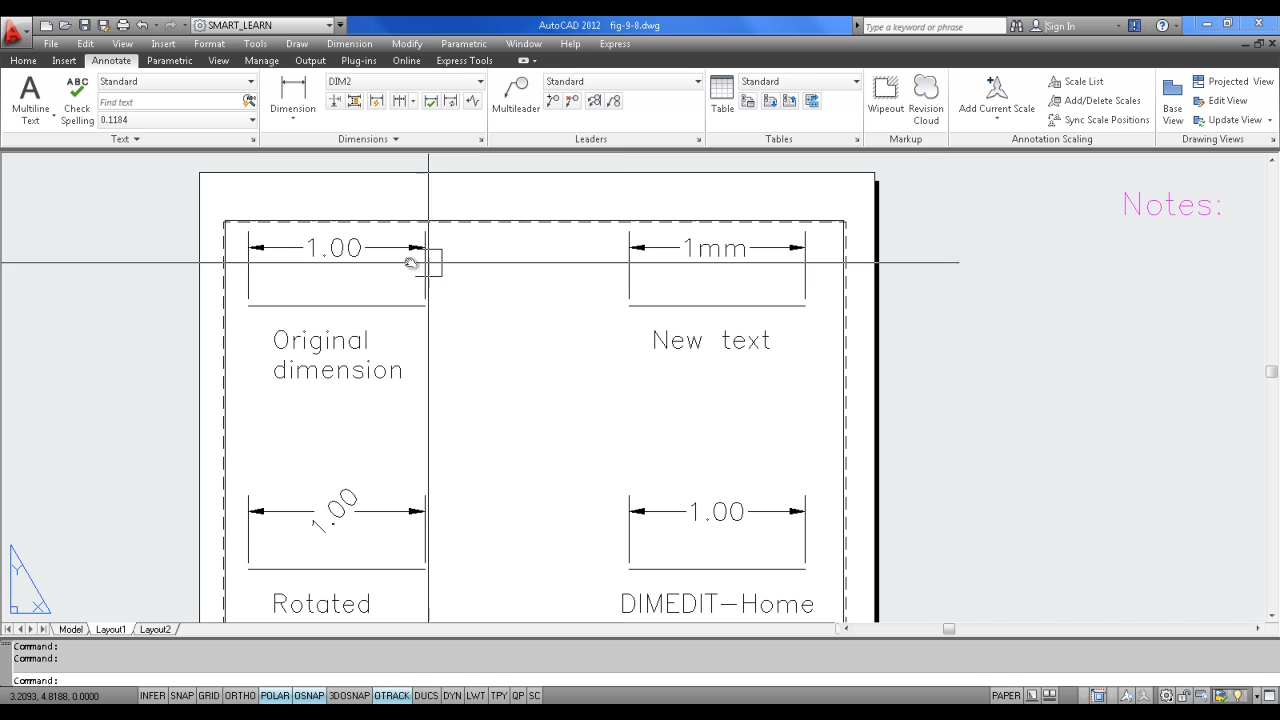 SMART_LEARN
AutoCAD 2012 fig-9-8.dwg
Type a keyword or phrase
Sign In
File Edit View Insert Format Tools Draw Dimension Modify Parametric Window Help Express
Home Insert Annotate Parametric View Manage Output Plug-ins Online Express Tools
Multiline Text
Check Spelling
Standard
Find text
0.1184
Text
Dimension
DIM2
Dimensions
Multileader
Standard
Leaders
Table
Standard
Tables
Wipeout
Revision Cloud
Markup
Add Current Scale
Scale List
Add/Delete Scales
Sync Scale Positions
Annotation Scaling
Base View
Projected View
Edit View
Update View
Drawing Views
Notes:
1.00
1mm
Original
dimension
New text
1.00
1.00
Rotated
DIMEDIT-Home
Y
X
Model Layout1 Layout2
Command:
Command:
Command:
3.2093, 4.8188, 0.0000
INFER SNAP GRID ORTHO POLAR OSNAP 3DOSNAP OTRACK DUCS DYN LWT TPY QP SC
PAPER